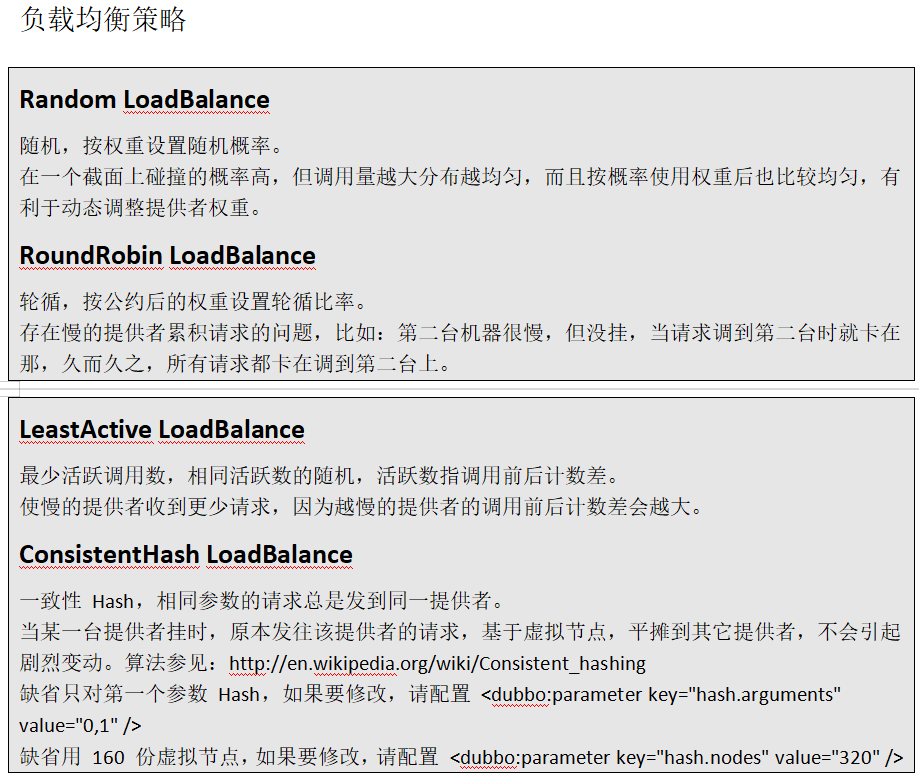 负载均衡策略
Random LoadBalance
随机，按权重设置随机概率。
在一个截面上碰撞的概率高，但调用量越大分布越均匀，而且按概率使用权重后也比较均匀，有
利于动态调整提供者权重。
RoundRobin LoadBalance
轮循，按公约后的权重设置轮循比率。
存在慢的提供者累积请求的问题，比如：第二台机器很慢，但没挂，当请求调到第二台时就卡在
那，久而久之，所有请求都卡在调到第二台上。
LeastActive LoadBalance
最少活跃调用数，相同活跃数的随机，活跃数指调用前后计数差。
使慢的提供者收到更少请求，因为越慢的提供者的调用前后计数差会越大。
ConsistentHash LoadBalance
一致性 Hash，相同参数的请求总是发到同一提供者。
当某一台提供者挂时，原本发往该提供者的请求，基于虚拟节点，平摊到其它提供者，不会引起
剧烈变动。算法参见：http://en.wikipedia.org/wiki/Consistent_hashing
缺省只对第一个参数 Hash，如果要修改，请配置 <dubbo:parameter key="hash.arguments"
value="0,1" />
缺省用 160 份虚拟节点，如果要修改，请配置 <dubbo:parameter key="hash.nodes" value="320" />